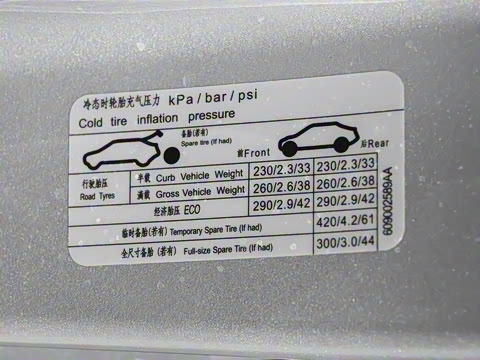 冷态时轮胎充气压力 kPa / bar / psi
Cold tire inflation pressure
备胎(若有)
Spare tire (If had)
前Front
后Rear
行驶胎压
Road Tyres
半载 Curb Vehicle Weight 230/2.3/33 230/2.3/33
满载 Gross Vehicle Weight 260/2.6/38 260/2.6/38
经济胎压 ECO 290/2.9/42 290/2.9/42
临时备胎(若有) Temporary Spare Tire (If had) 420/4.2/61
全尺寸备胎 (若有) Full-size Spare Tire (If had) 300/3.0/44
609002589AA